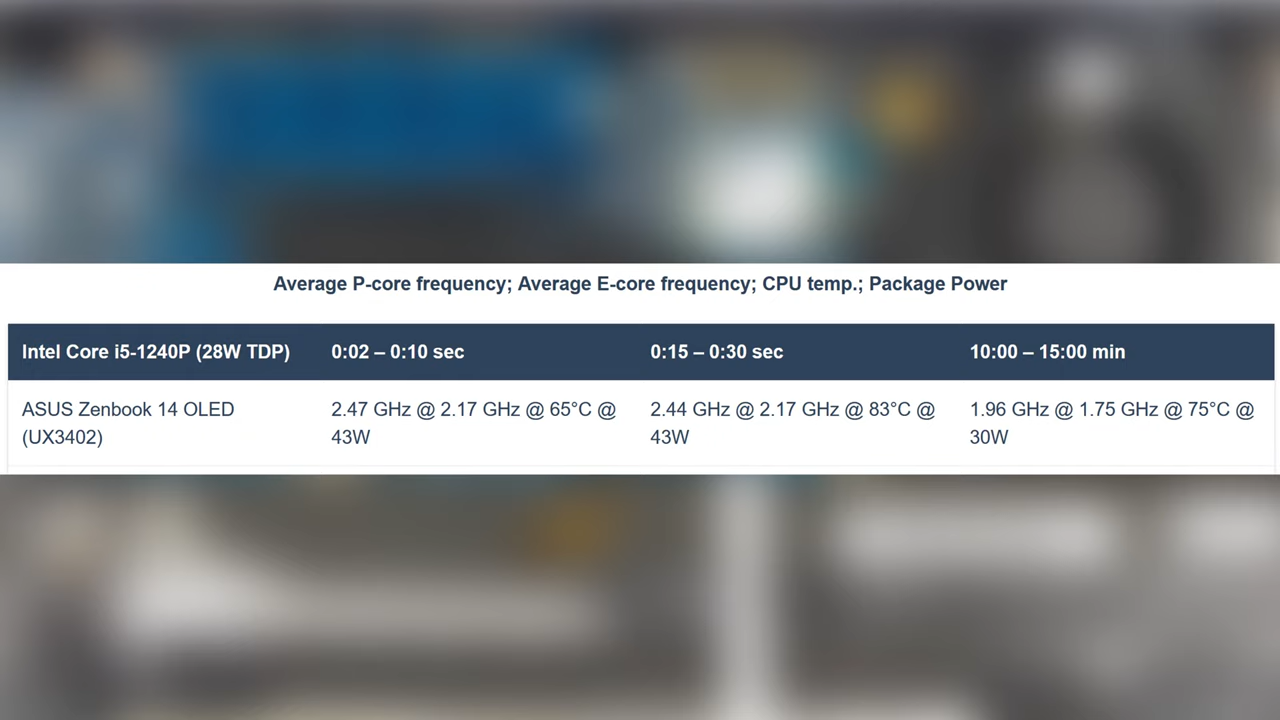 Average P-core frequency; Average E-core frequency; CPU temp.; Package Power
Intel Core i5-1240P (28W TDP) 0:02 – 0:10 sec 0:15 – 0:30 sec 10:00 – 15:00 min
ASUS Zenbook 14 OLED 2.47 GHz @ 2.17 GHz @ 65°C @ 2.44 GHz @ 2.17 GHz @ 83°C @ 1.96 GHz @ 1.75 GHz @ 75°C @
(UX3402) 43W 43W 30W